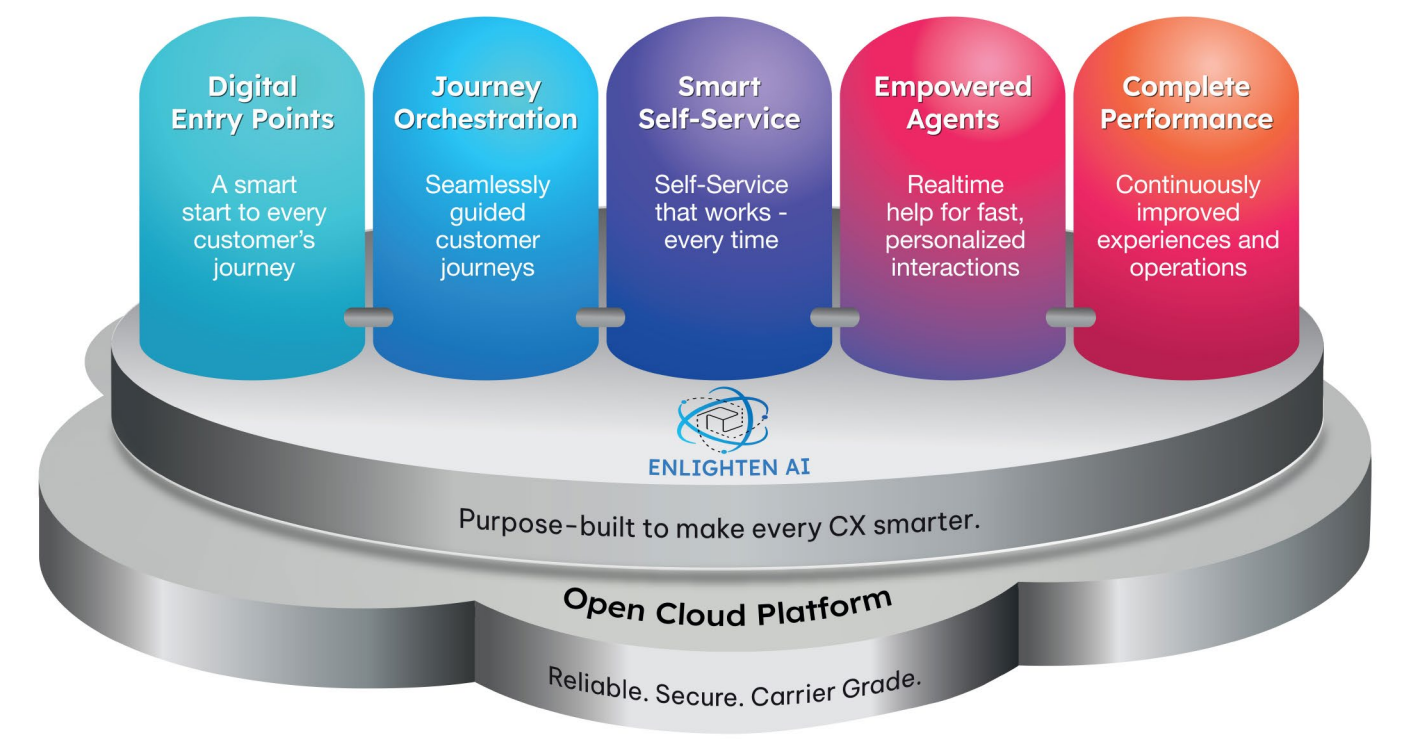 Digital
Entry Points
A smart
start to every
customer's
journey
Journey
Orchestration
Seamlessly
guided
customer
journeys
Smart
Self-Service
Self-Service
that works -
every time
Empowered
Agents
Realtime
help for fast,
personalized
interactions
Complete
Performance
Continuously
improved
experiences and
operations
ENLIGHTEN AI
Purpose-built to make every CX smarter.
Open Cloud Platform
Reliable. Secure. Carrier Grade.